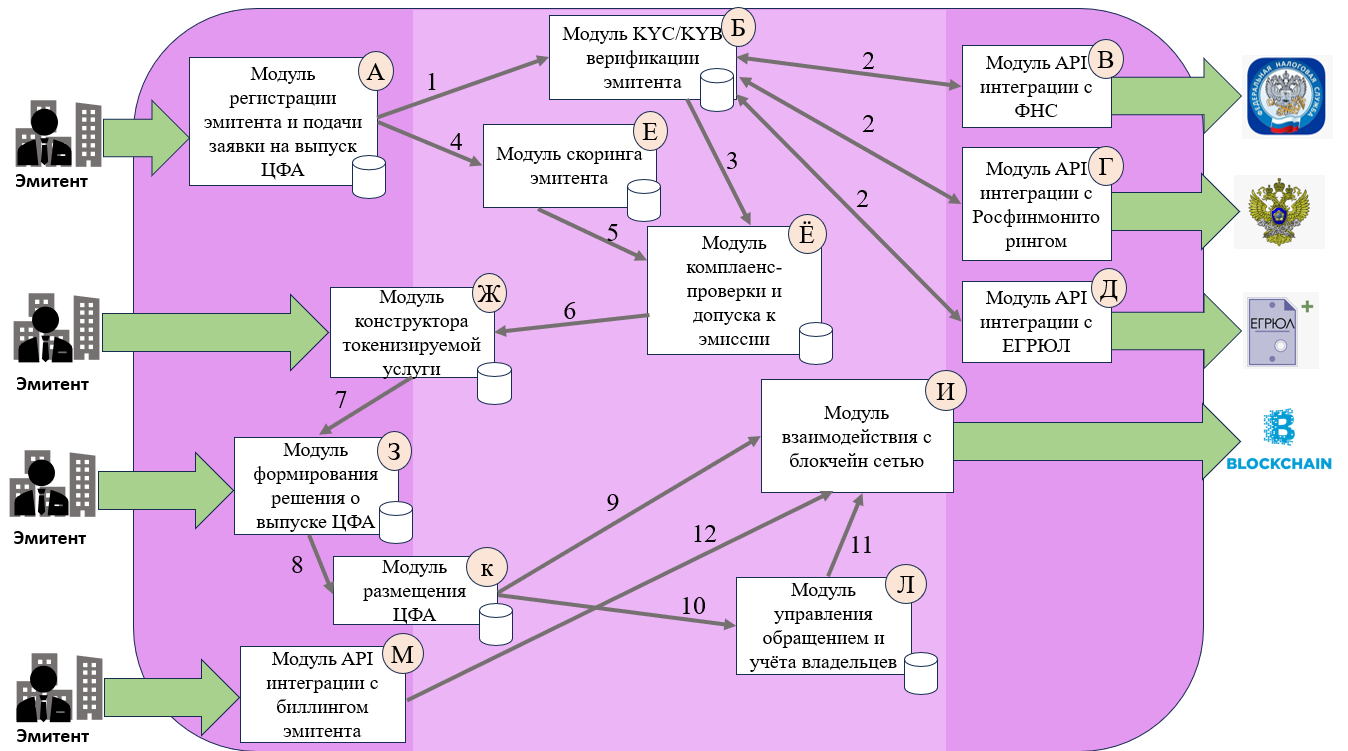 Эмитент
Модуль
регистрации
эмитента и подачи
заявки на выпуск
ЦФА
А
1
4
Модуль KYC/KYB
верификации
эмитента
Б
2
2
2
3
Модуль API
интеграции с
ФНС
В
ФЕДЕРАЛЬНАЯ НАЛОГОВАЯ СЛУЖБА
Модуль скоринга
эмитента
Е
5
Модуль API
интеграции с
Росфинмонито
рингом
Г
Модуль
комплаенс-
проверки и
допуска к
эмиссии
Ё
6
Модуль API
интеграции с
ЕГРЮЛ
Д
ЕГРЮЛ
Эмитент
Модуль
конструктора
токенизируемой
услуги
Ж
7
Модуль
взаимодействия с
блокчейн сетью
И
BLOCKCHAIN
Эмитент
Модуль
формирования
решения о
выпуске ЦФА
З
8
9
12
11
Модуль
размещения
ЦФА
к
10
Модуль
управления
обращением и
учёта владельцев
Л
Эмитент
Модуль API
интеграции с
биллингом
эмитента
М